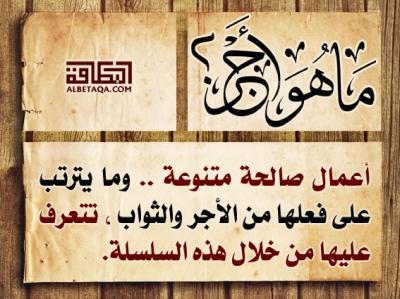 ما هو أجر؟
البطاقة
ALBETAQA.COM
أعمال صالحة متنوعة .. وما يترتب
على فعلها من الأجر والثواب ، تتعرف
عليها من خلال هذه السلسلة.